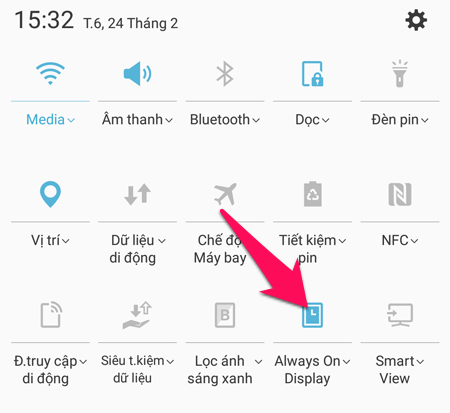 15:32 T.6, 24 Tháng 2
Media Âm thanh Bluetooth Dọc Đèn pin
Vị trí Dữ liệu Chế độ Tiết kiệm NFC
di động Máy bay pin
Đ.truy cập Siêu t.kiệm Lọc ánh Always On Smart
di động dữ liệu sáng xanh Display View